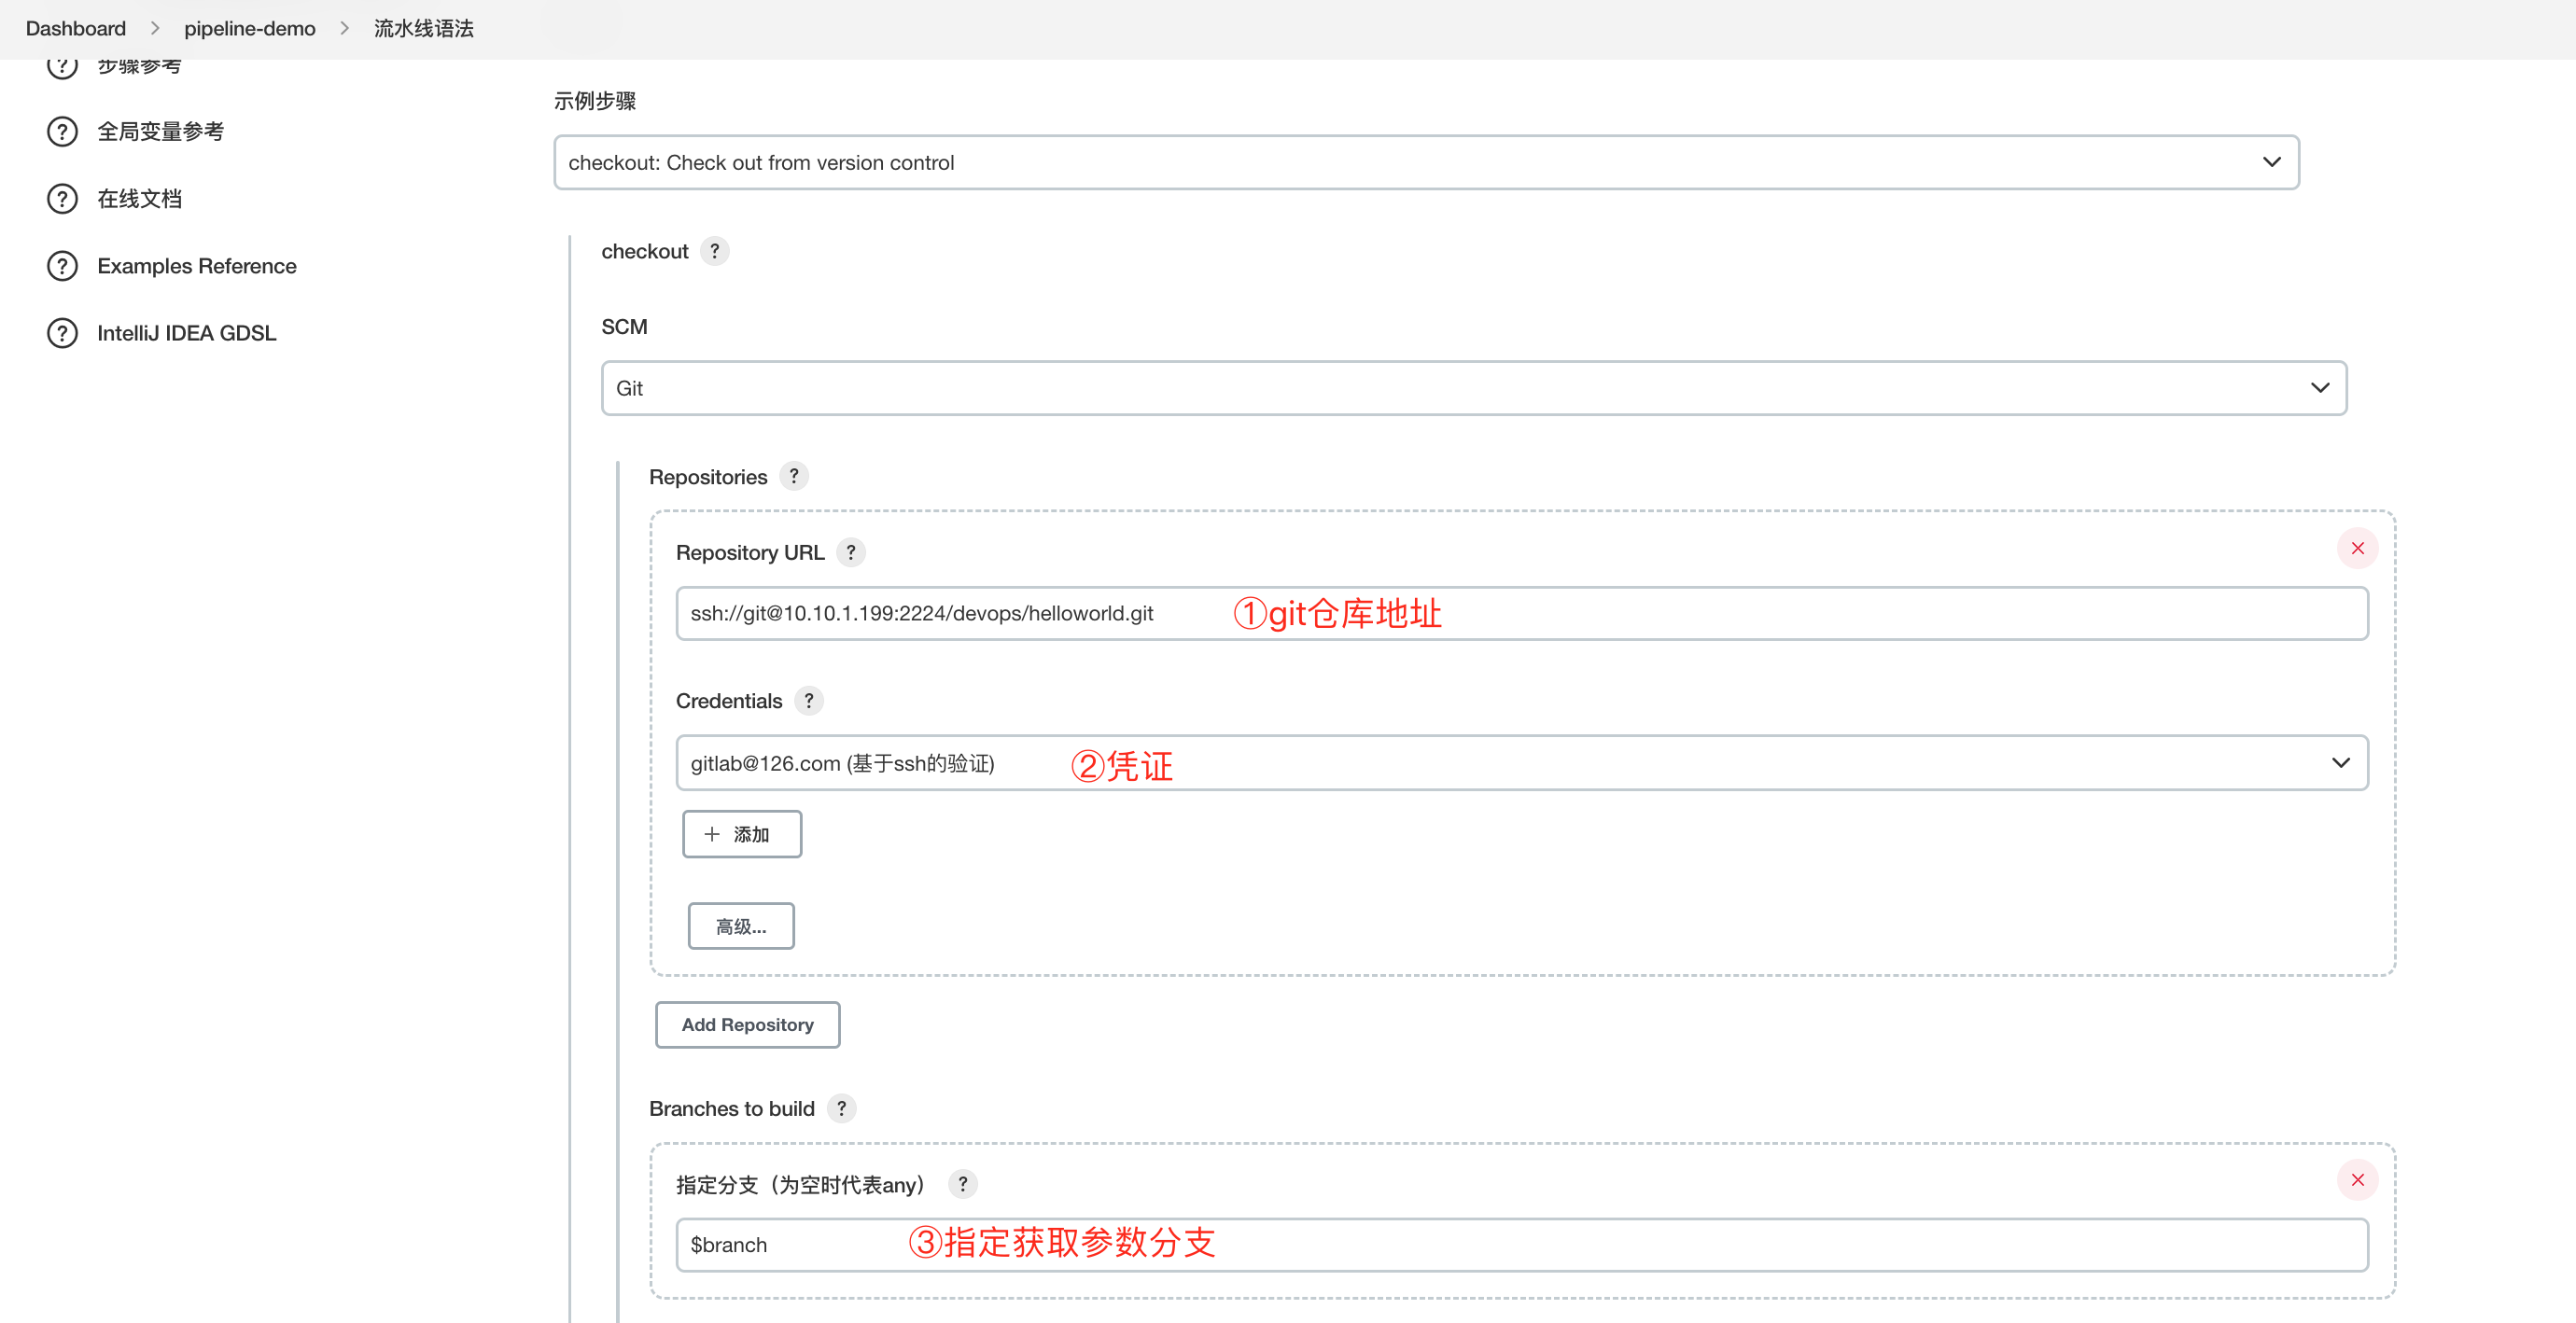 Dashboard > pipeline-demo > 流水线语法
步骤参考
全局变量参考
在线文档
Examples Reference
IntelliJ IDEA GDSL
示例步骤
checkout: Check out from version control
checkout ?
SCM
Git
Repositories ?
Repository URL ?
ssh://git@10.10.1.199:2224/devops/helloworld.git ①git仓库地址
Credentials ?
gitlab@126.com (基于ssh的验证) ②凭证
+ 添加
高级...
Add Repository
Branches to build ?
指定分支（为空时代表any） ?
$branch ③指定获取参数分支